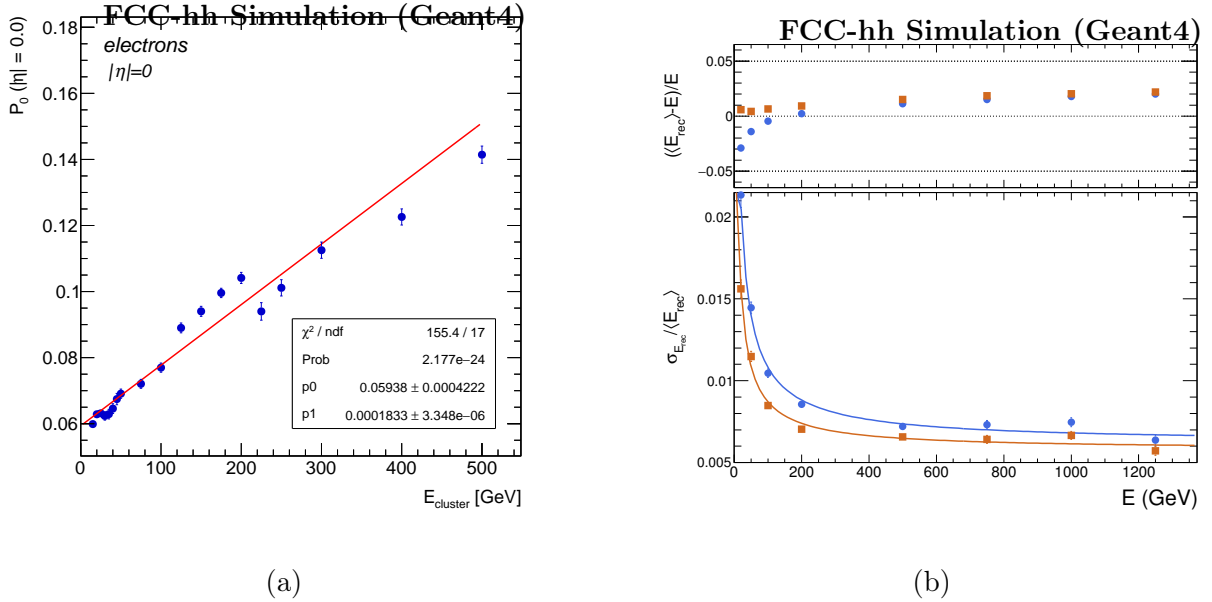 FCC-hh Simulation (Geant4)
electrons
|η|=0
P0 (|η| = 0.0)
0.18
0.16
0.14
0.12
0.1
0.08
0.06
χ² / ndf 155.4 / 17
Prob 2.177e−24
p0 0.05938 ± 0.0004222
p1 0.0001833 ± 3.348e−06
0 100 200 300 400 500
E_cluster [GeV]
(a)
FCC-hh Simulation (Geant4)
(⟨E_rec⟩-E)/E
0.05
0
−0.05
σ_E_rec/⟨E_rec⟩
0.02
0.015
0.01
0.005
0 200 400 600 800 1000 1200
E (GeV)
(b)